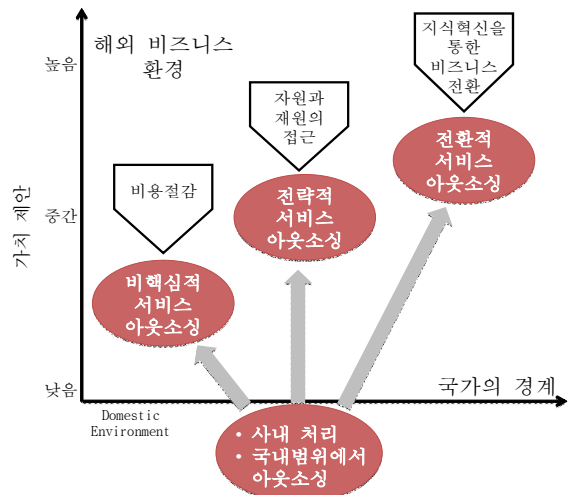 해외 비즈니스
환경
높음
중간
낮음
가치 제안
지식혁신을
통한
비즈니스
전환
자원과
재원의
접근
비용절감
전환적
서비스
아웃소싱
전략적
서비스
아웃소싱
비핵심적
서비스
아웃소싱
국가의 경계
Domestic
Environment
• 사내 처리
• 국내범위에서
아웃소싱